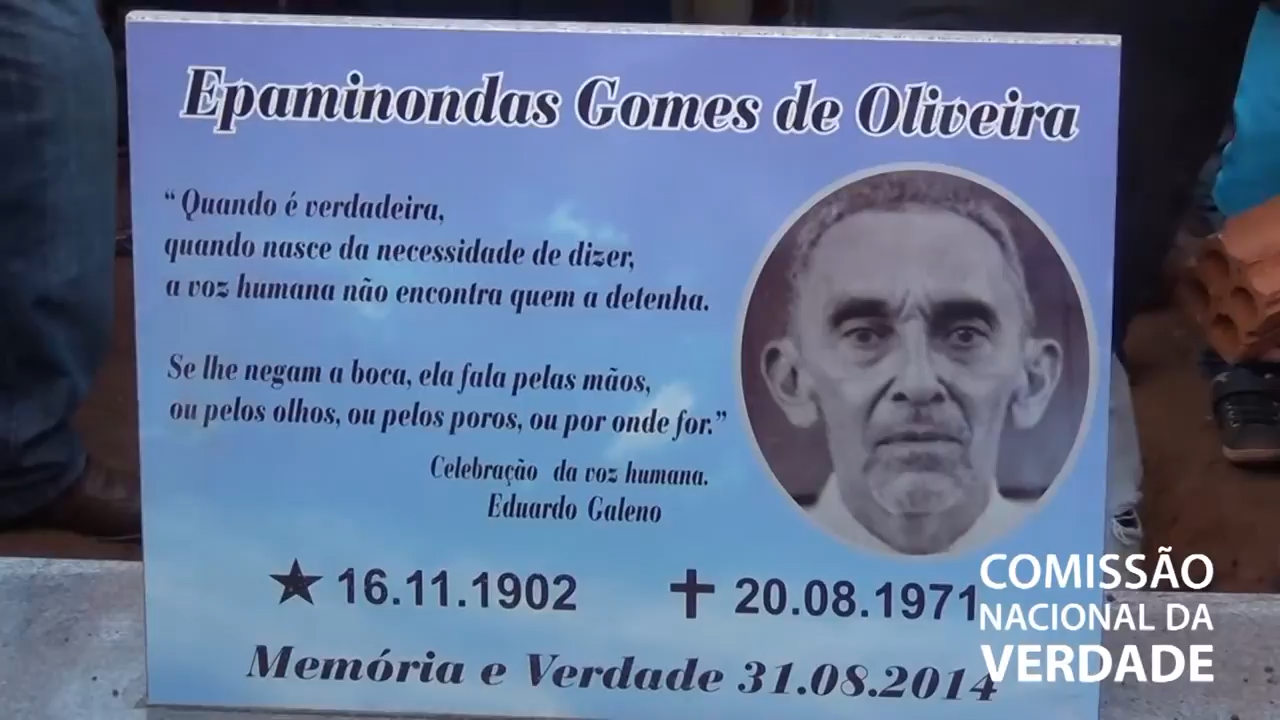 Epaminondas Gomes de Oliveira
“Quando é verdadeira,
quando nasce da necessidade de dizer,
a voz humana não encontra quem a detenha.
Se lhe negam a boca, ela fala pelas mãos,
ou pelos olhos, ou pelos poros, ou por onde for.”
Celebração da voz humana.
Eduardo Galeno
16.11.1902
20.08.1971
Memória e Verdade 31.08.2014
COMISSÃO
NACIONAL DA
VERDADE